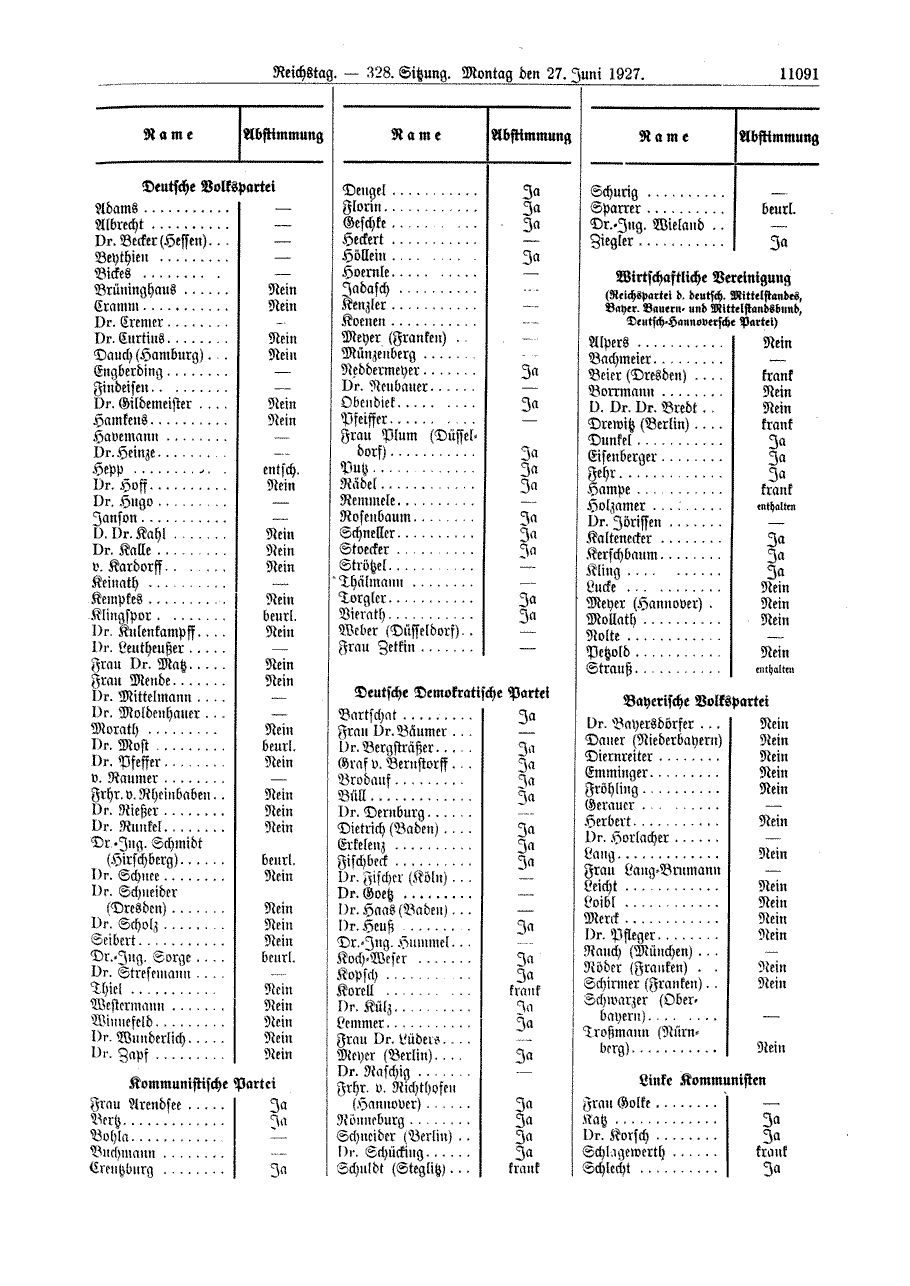 Reichstag. — 328. Sitzung. Montag den 27. Juni 1927. 11091
Name Abstimmung
Deutsche Volkspartei
Adams . . . . . . . . . . . —
Albrecht . . . . . . . . . . —
Dr. Becker (Hessen) . . . —
Beythien . . . . . . . . . —
Bickes . . . . . . . . . —
Brüninghaus . . . . . . Nein
Cramm . . . . . . . . . . . Nein
Dr. Cremer . . . . . . . . —
Dr. Curtius . . . . . . . . Nein
Dauch (Hamburg) . . . Nein
Engberding . . . . . . . . —
Findeisen . . . . . . . . . —
Dr. Gildemeister . . . . Nein
Hamkens . . . . . . . . . . Nein
Havemann . . . . . . . . —
Dr. Heinze . . . . . . . . . —
Hepp . . . . . . . . . . . entsch.
Dr. Hoff . . . . . . . . . . Nein
Dr. Hugo . . . . . . . . . —
Janson . . . . . . . . . . . —
D. Dr. Kahl . . . . . . . Nein
Dr. Kalle . . . . . . . . . Nein
v. Kardorff . . . . . . . . Nein
Keinath . . . . . . . . . . —
Kempkes . . . . . . . . . . Nein
Klingspor . . . . . . . . . beurl.
Dr. Kulenkampff . . . . Nein
Dr. Leutheußer . . . . . —
Frau Dr. Matz . . . . . Nein
Frau Mende . . . . . . . Nein
Dr. Mittelmann . . . . —
Dr. Moldenhauer . . . —
Morath . . . . . . . . . Nein
Dr. Most . . . . . . . . . beurl.
Dr. Pfeffer . . . . . . . . Nein
v. Raumer . . . . . . . . —
Frhr. v. Rheinbaben . . Nein
Dr. Rießer . . . . . . . . Nein
Dr. Runkel . . . . . . . . Nein
Dr.-Ing. Schmidt
(Hirschberg) . . . . . . beurl.
Dr. Schnee . . . . . . . . Nein
Dr. Schneider
(Dresden) . . . . . . . Nein
Dr. Scholz . . . . . . . . Nein
Seibert . . . . . . . . . . . Nein
Dr.-Ing. Sorge . . . . beurl.
Dr. Stresemann . . . . —
Thiel . . . . . . . . . . . Nein
Westermann . . . . . . . Nein
Winnefeld . . . . . . . . . Nein
Dr. Wunderlich . . . . . Nein
Dr. Zapf . . . . . . . . . Nein
Kommunistische Partei
Frau Arendsee . . . . . Ja
Bertz . . . . . . . . . . . . Ja
Bohla . . . . . . . . . . . . —
Buchmann . . . . . . . . —
Creutzburg . . . . . . . . Ja
Name Abstimmung
Dengel . . . . . . . . . . . Ja
Florin . . . . . . . . . . . . Ja
Geschke . . . . . . . . . . . Ja
Heckert . . . . . . . . . . —
Höllein . . . . . . . . . . Ja
Hoernle . . . . . . . . . . . —
Jadasch . . . . . . . . . . —
Kenzler . . . . . . . . . . —
Koenen . . . . . . . . . . —
Meyer (Franken) . . —
Münzenberg . . . . . . . —
Neddermeyer . . . . . . . Ja
Dr. Neubauer . . . . . . —
Obendiek . . . . . . . . . . Ja
Pfeiffer . . . . . . . . . . . —
Frau Plum (Düssel-
dorf) . . . . . . . . . . . Ja
Putz . . . . . . . . . . . . Ja
Rädel . . . . . . . . . . . . Ja
Remmele . . . . . . . . . . —
Rosenbaum . . . . . . . . Ja
Schneller . . . . . . . . . . Ja
Stoecker . . . . . . . . . . Ja
Strötzel . . . . . . . . . . . —
Thälmann . . . . . . . . —
Torgler . . . . . . . . . . . Ja
Vierath . . . . . . . . . . . Ja
Weber (Düsseldorf) . . —
Frau Zetkin . . . . . . . —
Deutsche Demokratische Partei
Bartschat . . . . . . . . . Ja
Frau Dr. Bäumer . . . —
Dr. Bergsträßer . . . . . Ja
Graf v. Bernstorff . . . Ja
Brodauf . . . . . . . . . Ja
Büll . . . . . . . . . . . . . Ja
Dr. Dernburg . . . . . . —
Dietrich (Baden) . . . . Ja
Erkelenz . . . . . . . . . . Ja
Fischbeck . . . . . . . . . . Ja
Dr. Fischer (Köln) . . . —
Dr. Goetz . . . . . . . . . —
Dr. Haas (Baden) . . . —
Dr. Heuß . . . . . . . . . Ja
Dr.-Ing. Hummel . . . —
Koch-Weser . . . . . . . Ja
Kopsch . . . . . . . . . . Ja
Korell . . . . . . . . . . krank
Dr. Külz . . . . . . . . . . Ja
Lemmer . . . . . . . . . . . Ja
Frau Dr. Lüders . . . . —
Meyer (Berlin) . . . . Ja
Dr. Raschig . . . . . . . —
Frhr. v. Richthofen
(Hannover) . . . . . . Ja
Rönneburg . . . . . . . . Ja
Schneider (Berlin) . . Ja
Dr. Schücking . . . . . . Ja
Schuldt (Steglitz) . . . krank
Name Abstimmung
Schurig . . . . . . . . . . —
Sparrer . . . . . . . . . . beurl.
Dr.-Ing. Wieland . . —
Ziegler . . . . . . . . . . . Ja
Wirtschaftliche Vereinigung
(Reichspartei d. deutsch. Mittelstandes,
Bayer. Bauern- und Mittelstandsbund,
Deutsch-Hannoversche Partei)
Alpers . . . . . . . . . . . Nein
Bachmeier . . . . . . . . . —
Beier (Dresden) . . . . krank
Borrmann . . . . . . . . Nein
D. Dr. Dr. Bredt . . Nein
Drewitz (Berlin) . . . . krank
Dunkel . . . . . . . . . . . Ja
Eisenberger . . . . . . . . Ja
Fehr . . . . . . . . . . . . . Ja
Hampe . . . . . . . . . . . krank
Holzamer . . . . . . . . . enthalten
Dr. Jörissen . . . . . . . —
Kaltenecker . . . . . . . . Ja
Kerschbaum . . . . . . . . Ja
Kling . . . . . . . . . . Ja
Lucke . . . . . . . . . . . Nein
Meyer (Hannover) . Nein
Mollath . . . . . . . . . . Nein
Nolte . . . . . . . . . . . —
Petzold . . . . . . . . . . Nein
Strauß . . . . . . . . . . . enthalten
Bayerische Volkspartei
Dr. Bayersdörfer . . . Nein
Dauer (Niederbayern) Nein
Diernreiter . . . . . . . . Nein
Emminger . . . . . . . . . Nein
Fröhling . . . . . . . . . . Nein
Gerauer . . . . . . . . . . —
Herbert . . . . . . . . . . . Nein
Dr. Horlacher . . . . . . —
Lang . . . . . . . . . . . . . Nein
Frau Lang-Brumann —
Leicht . . . . . . . . . . . . Nein
Loibl . . . . . . . . . . . . Nein
Merck . . . . . . . . . . . . Nein
Dr. Pfleger . . . . . . . . Nein
Rauch (München) . . . —
Röder (Franken) . . Nein
Schirmer (Franken) . . Nein
Schwarzer (Ober-
bayern) . . . . . . . . —
Troßmann (Nürn-
berg) . . . . . . . . . . . Nein
Linke Kommunisten
Frau Golke . . . . . . . . —
Katz . . . . . . . . . . . . Ja
Dr. Korsch . . . . . . . . Ja
Schlagewerth . . . . . . krank
Schlecht . . . . . . . . . . Ja